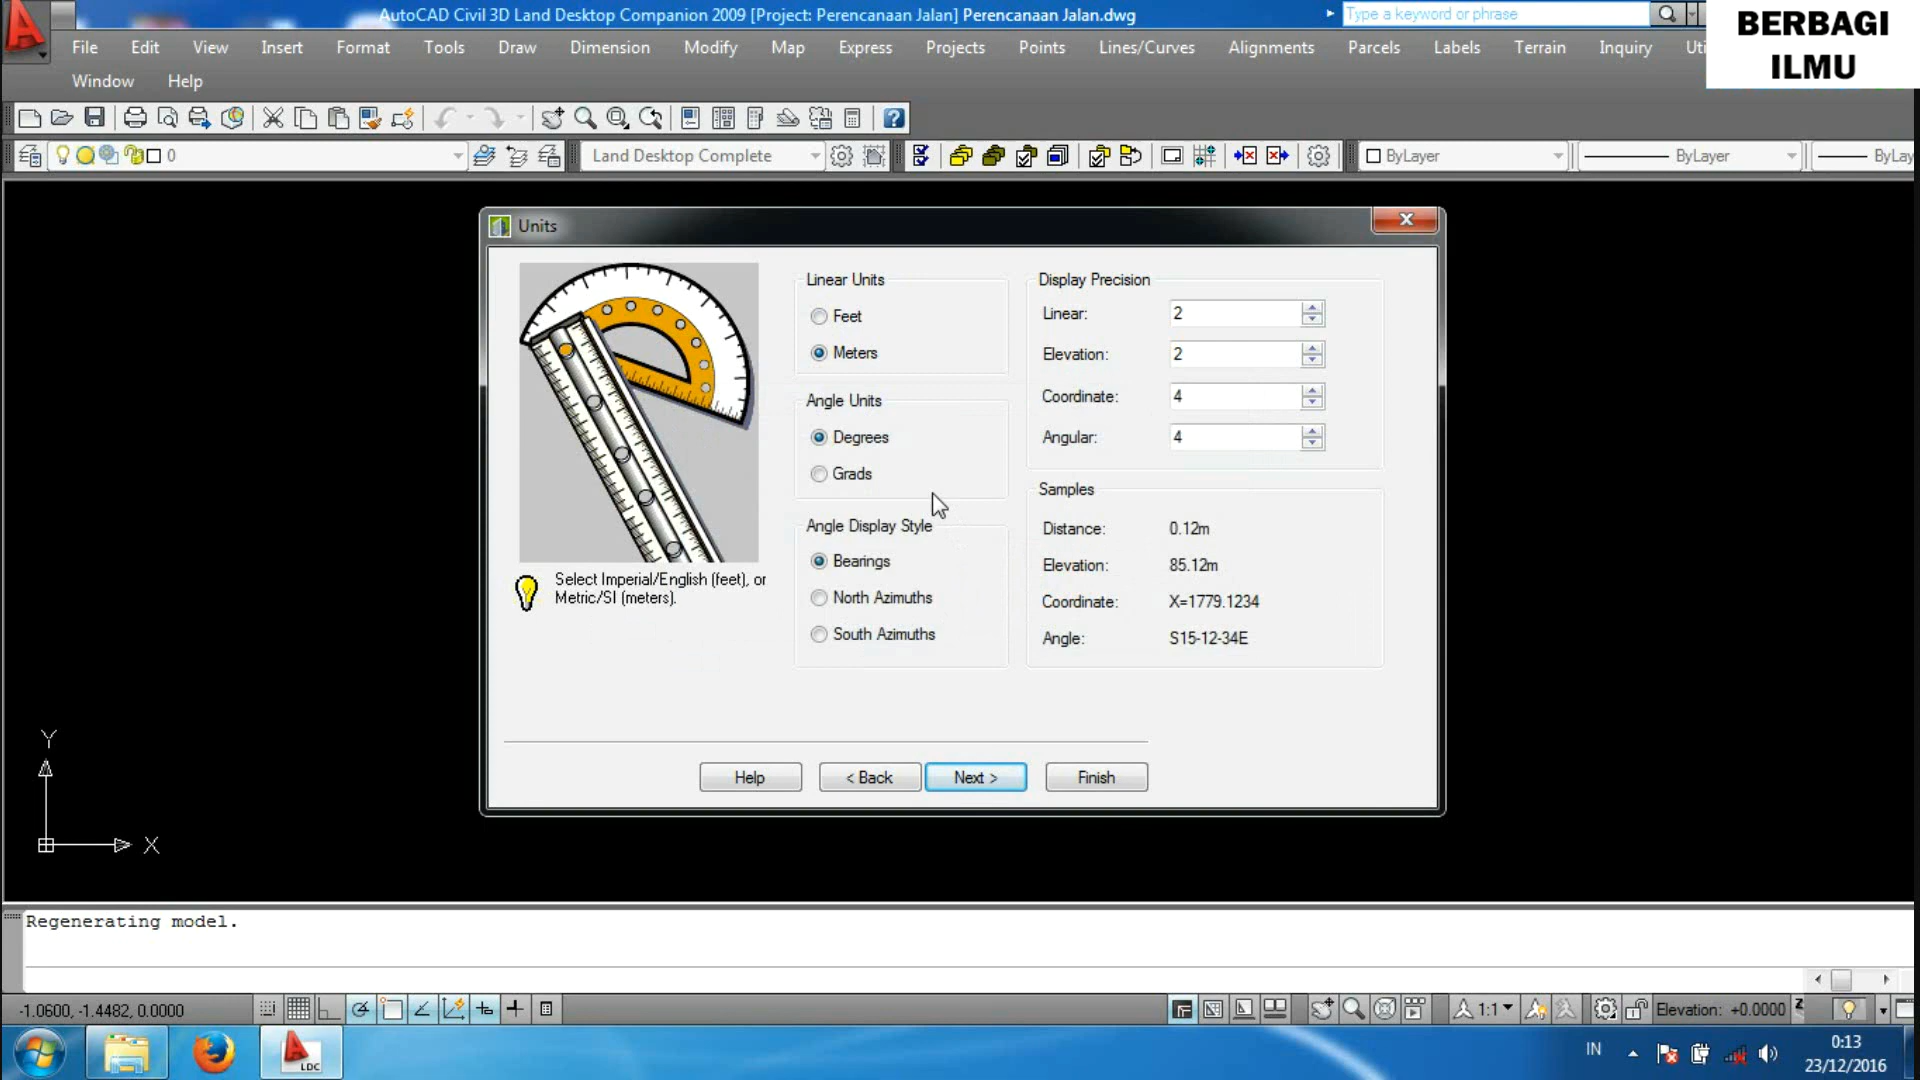 AutoCAD Civil 3D Land Desktop Companion 2009 [Project: Perencanaan Jalan] Perencanaan Jalan.dwg
Type a keyword or phrase
BERBAGI
ILMU
File Edit View Insert Format Tools Draw Dimension Modify Map Express Projects Points Lines/Curves Alignments Parcels Labels Terrain Inquiry Uti
Window Help
0
Land Desktop Complete
ByLayer
ByLayer
ByLay
Units
Linear Units
Feet
Meters
Angle Units
Degrees
Grads
Angle Display Style
Bearings
North Azimuths
South Azimuths
Display Precision
Linear: 2
Elevation: 2
Coordinate: 4
Angular: 4
Samples
Distance: 0.12m
Elevation: 85.12m
Coordinate: X=1779.1234
Angle: S15-12-34E
Select Imperial/English (feet), or
Metric/SI (meters).
Help
< Back
Next >
Finish
Y
X
Regenerating model.
-1.0600, -1.4482, 0.0000
1:1
Elevation: +0.0000
LDC
IN
0:13
23/12/2016